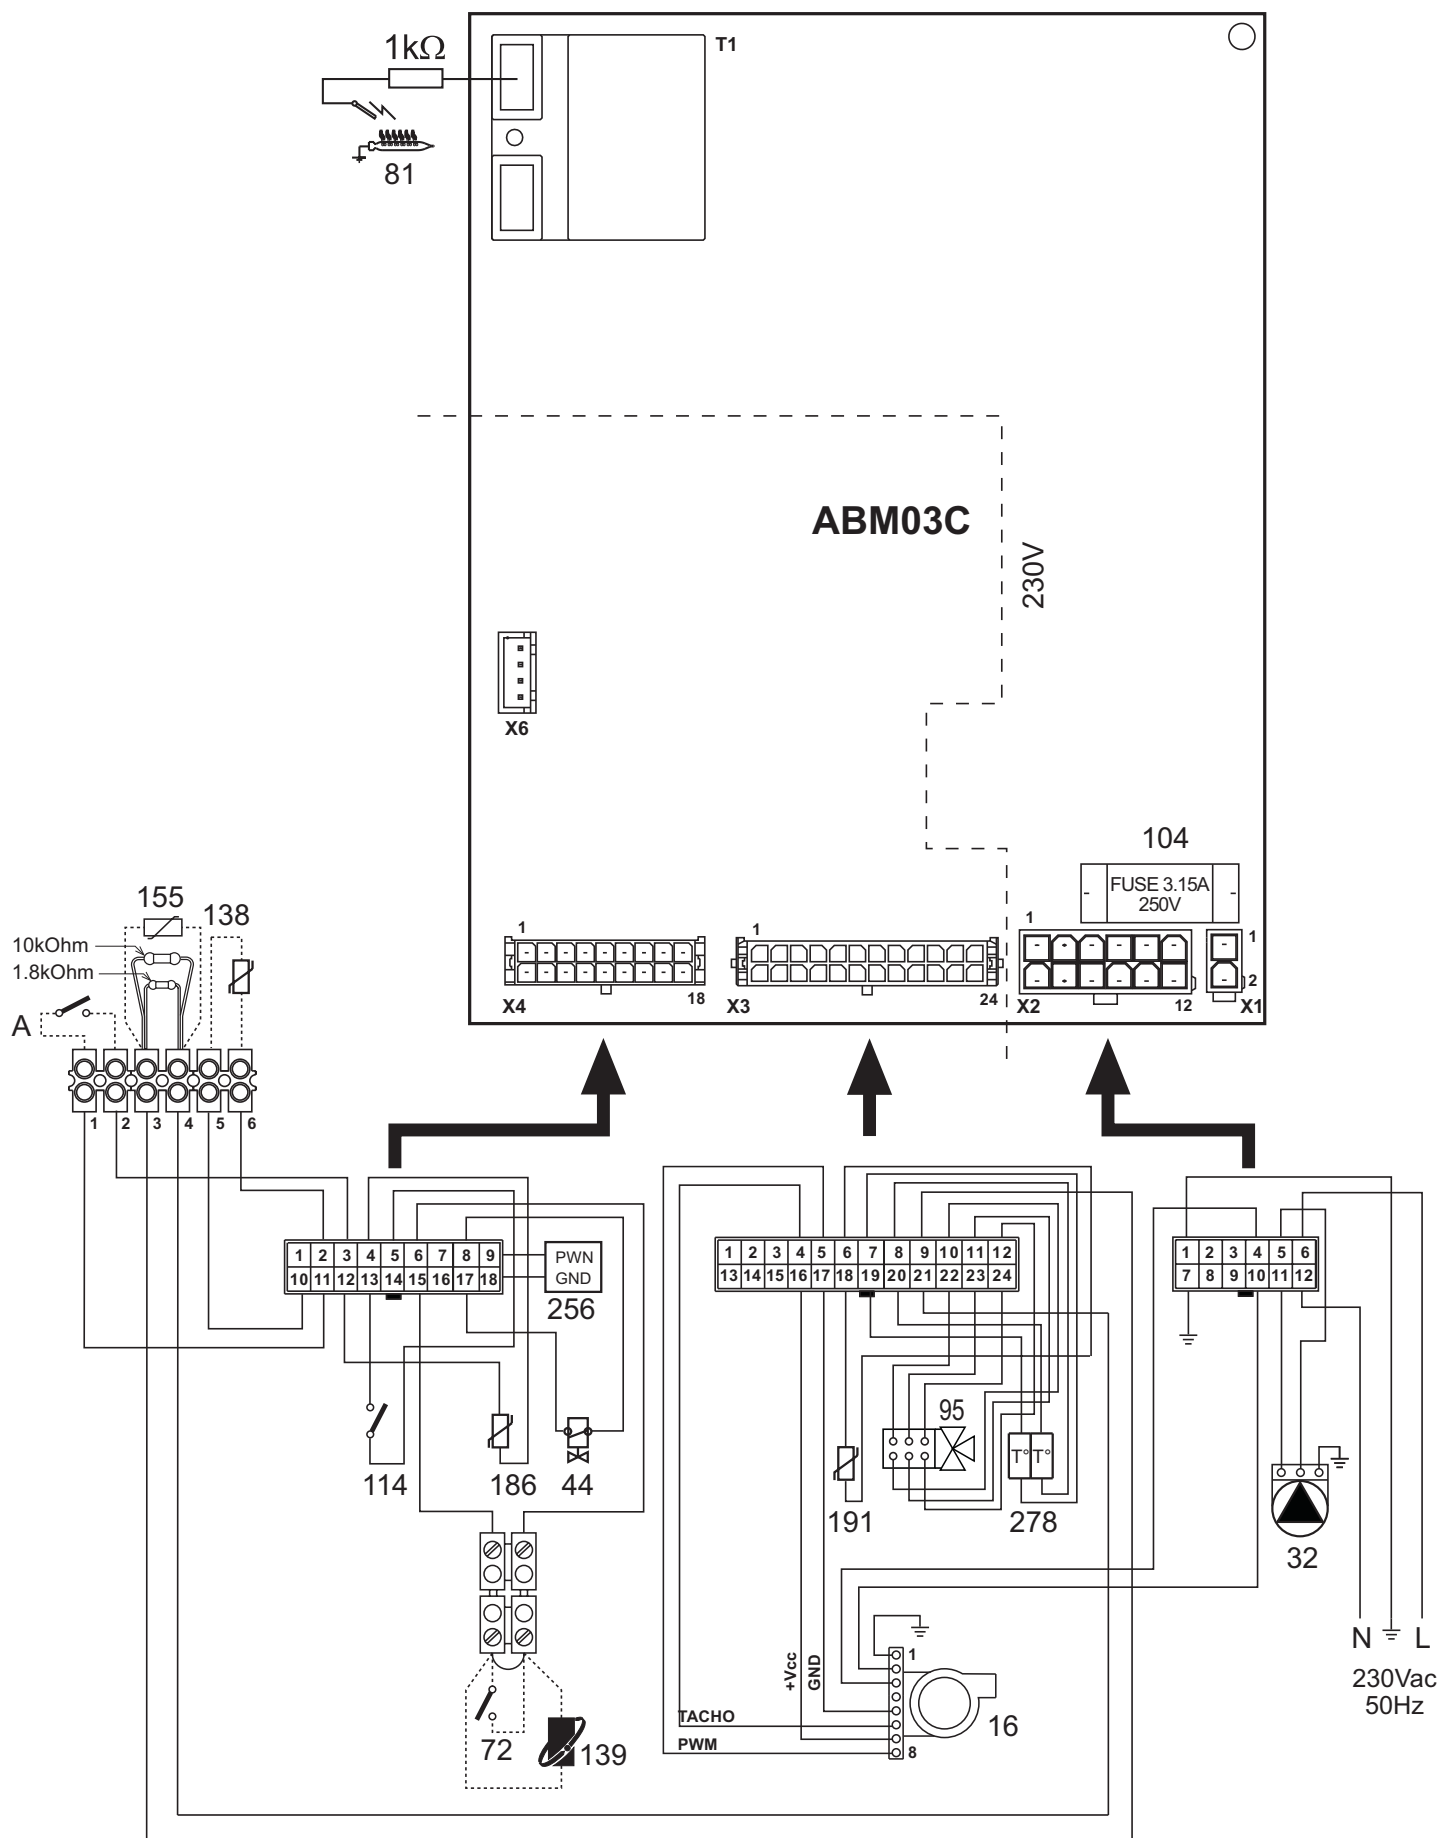 1kΩ
T1
81
ABM03C
230V
X6
104
FUSE 3.15A
250V
155
138
10kOhm
1.8kOhm
A
1
X4
18
1
X3
24
1
X2
12
1
2
X1
1 2 3 4 5 6
1 2 3 4 5 6 7 8 9
10 11 12 13 14 15 16 17 18
PWN
GND
256
1 2 3 4 5 6 7 8 9 10 11 12
13 14 15 16 17 18 19 20 21 22 23 24
1 2 3 4 5 6
7 8 9 10 11 12
114
186
44
95
T° T°
191
278
32
N
L
230Vac
50Hz
+Vcc
GND
TACHO
PWM
1
8
16
72
139